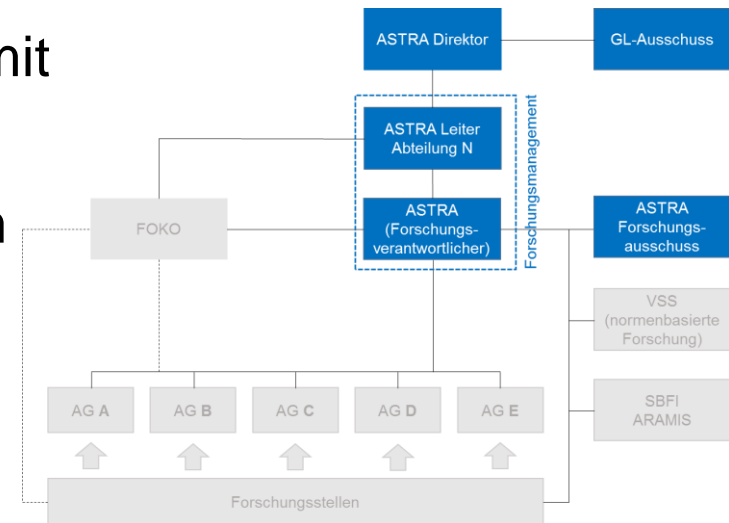 nit
n
ASTRA Direktor
GL-Ausschuss
ASTRA Leiter
Abteilung N
ASTRA
(Forschungs-
verantwortlicher)
Forschungsmanagement
FOKO
ASTRA
Forschungs-
ausschuss
VSS
(normenbasierte
Forschung)
SBFI
ARAMIS
AG A
AG B
AG C
AG D
AG E
Forschungsstellen